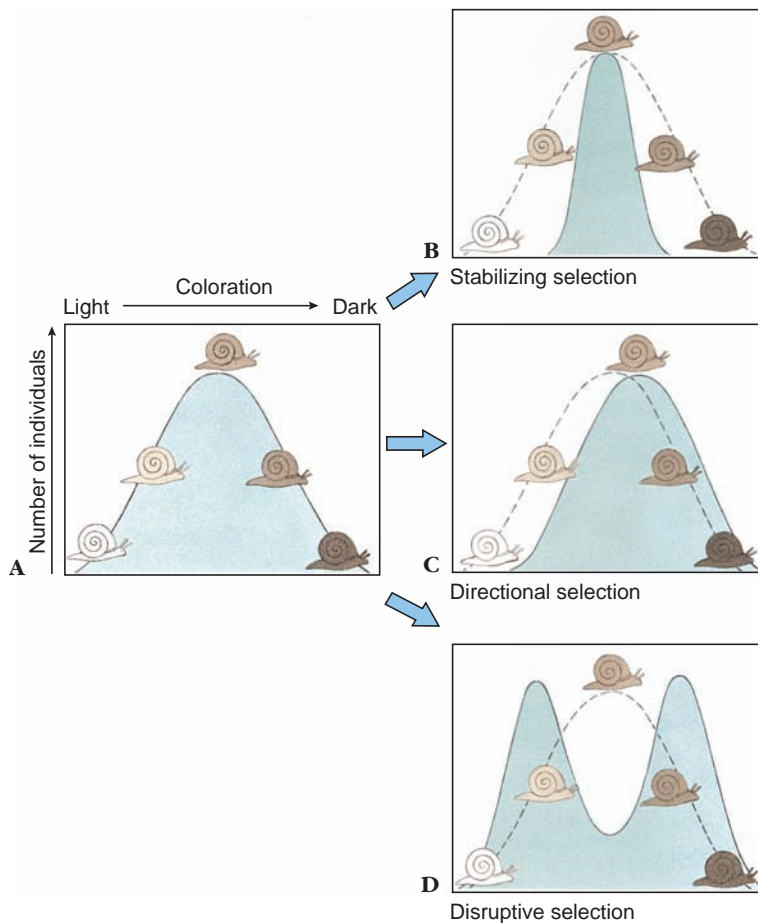 B
Stabilizing selection
Coloration
Light
Dark
Number of individuals
A
C
Directional selection
D
Disruptive selection